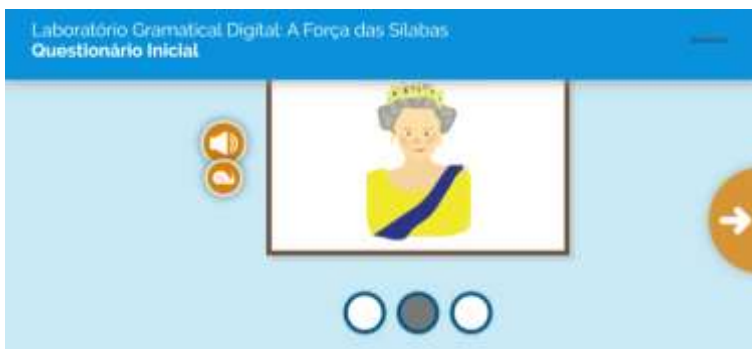 Laboratório Gramatical Digital: A Força das Sílabas
Questionário Inicial